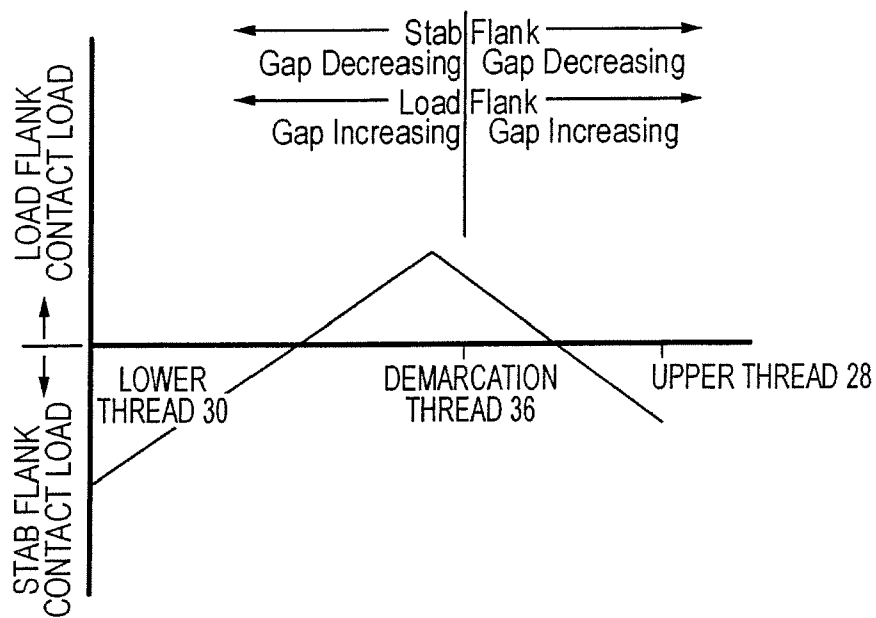 Stab Flank
Gap Decreasing Gap Decreasing
Load Flank
Gap Increasing Gap Increasing
LOAD FLANK
CONTACT LOAD
STAB FLANK
CONTACT LOAD
LOWER
THREAD 30
DEMARCATION
THREAD 36
UPPER THREAD 28